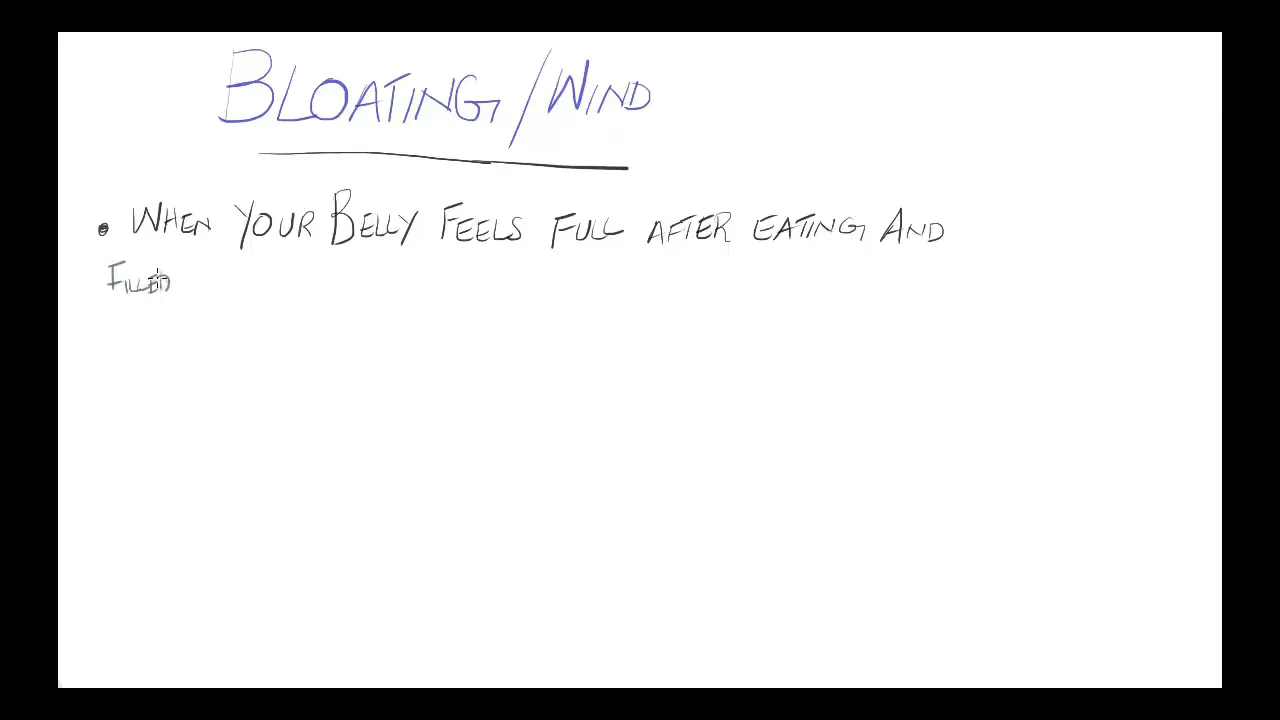 BLOATING/WIND
• WHEN YOUR BELLY FEELS FULL AFTER EATING AND
FILLED